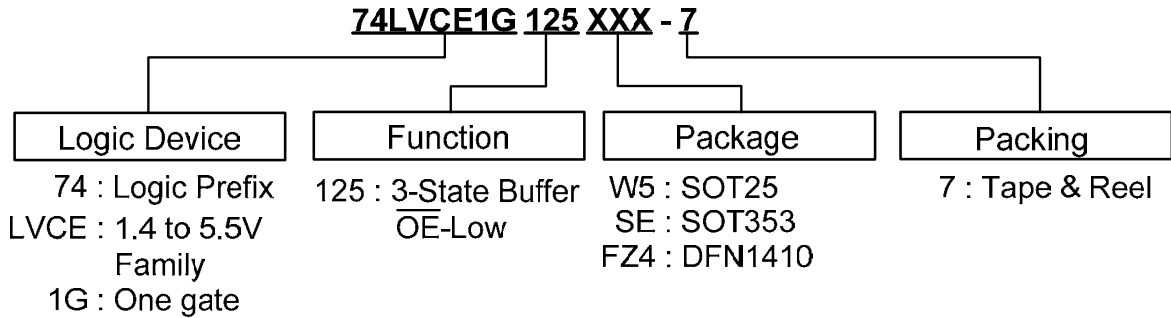 74LVCE1G 125 XXX - 7
Logic Device
74 : Logic Prefix
LVCE : 1.4 to 5.5V
Family
1G : One gate
Function
125 : 3-State Buffer
O̅E̅-Low
Package
W5 : SOT25
SE : SOT353
FZ4 : DFN1410
Packing
7 : Tape & Reel